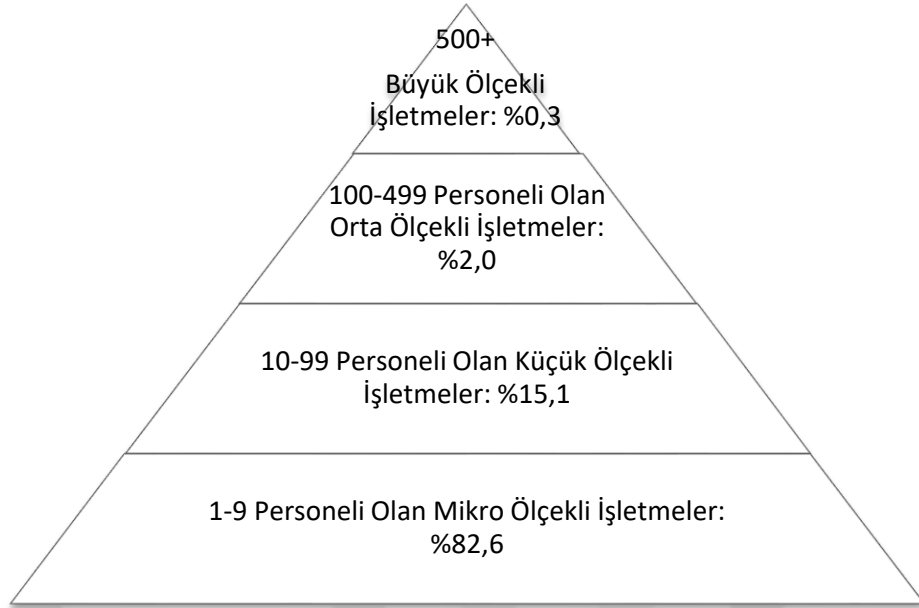 500+
Büyük Ölçekli
İşletmeler: %0,3
100-499 Personeli Olan
Orta Ölçekli İşletmeler:
%2,0
10-99 Personeli Olan Küçük Ölçekli
İşletmeler: %15,1
1-9 Personeli Olan Mikro Ölçekli İşletmeler:
%82,6